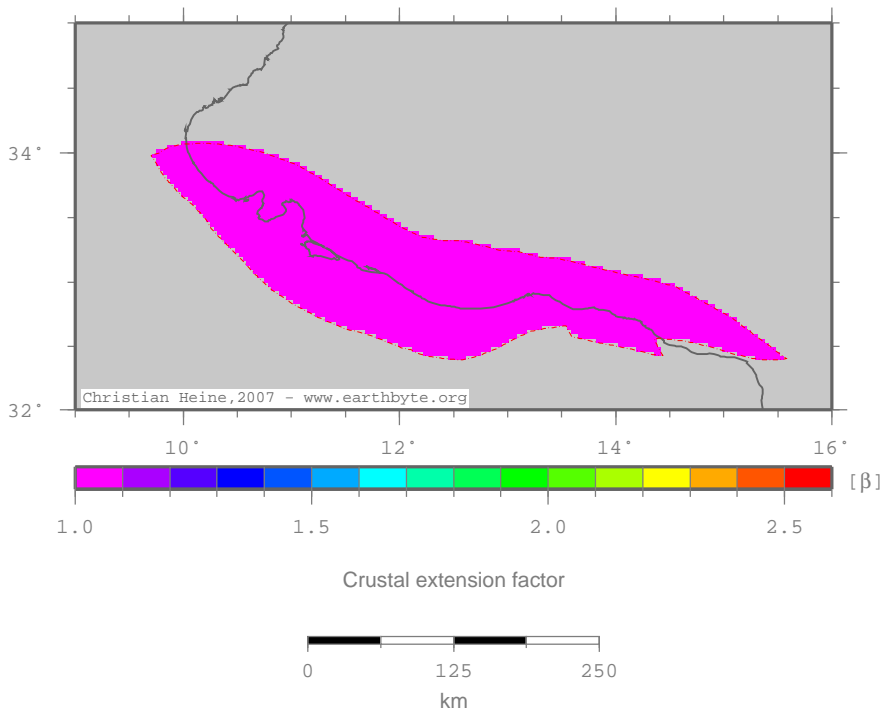 34°
32°
Christian Heine,2007 - www.earthbyte.org
10° 12° 14° 16°
[β]
1.0 1.5 2.0 2.5
Crustal extension factor
0 125 250
km